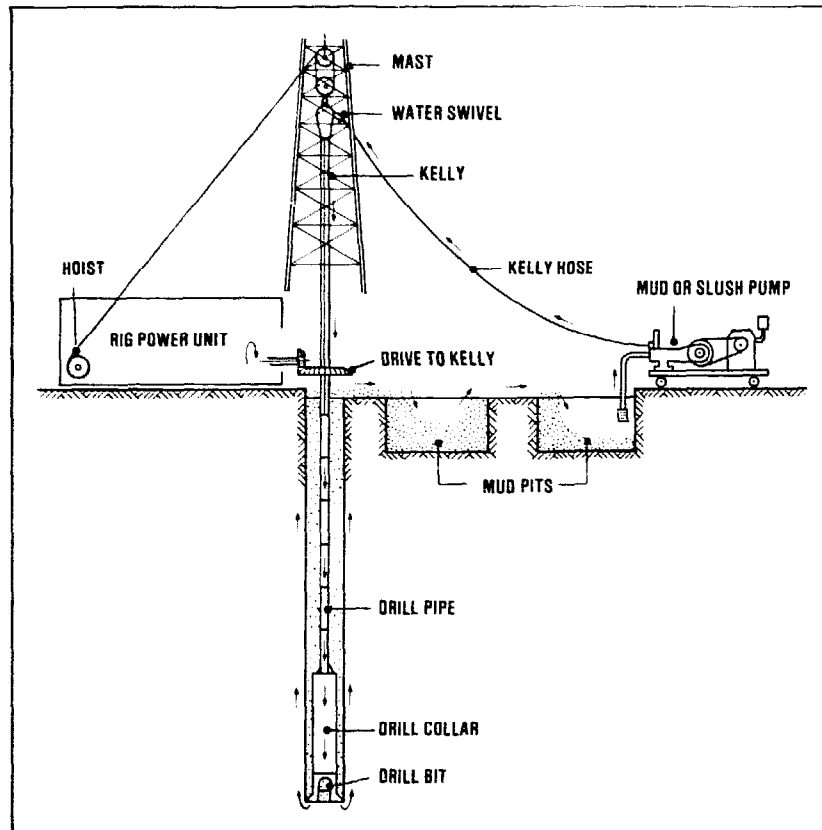 MAST
WATER SWIVEL
KELLY
HOIST
KELLY HOSE
MUD OR SLUSH PUMP
RIG POWER UNIT
DRIVE TO KELLY
MUD PITS
DRILL PIPE
DRILL COLLAR
DRILL BIT